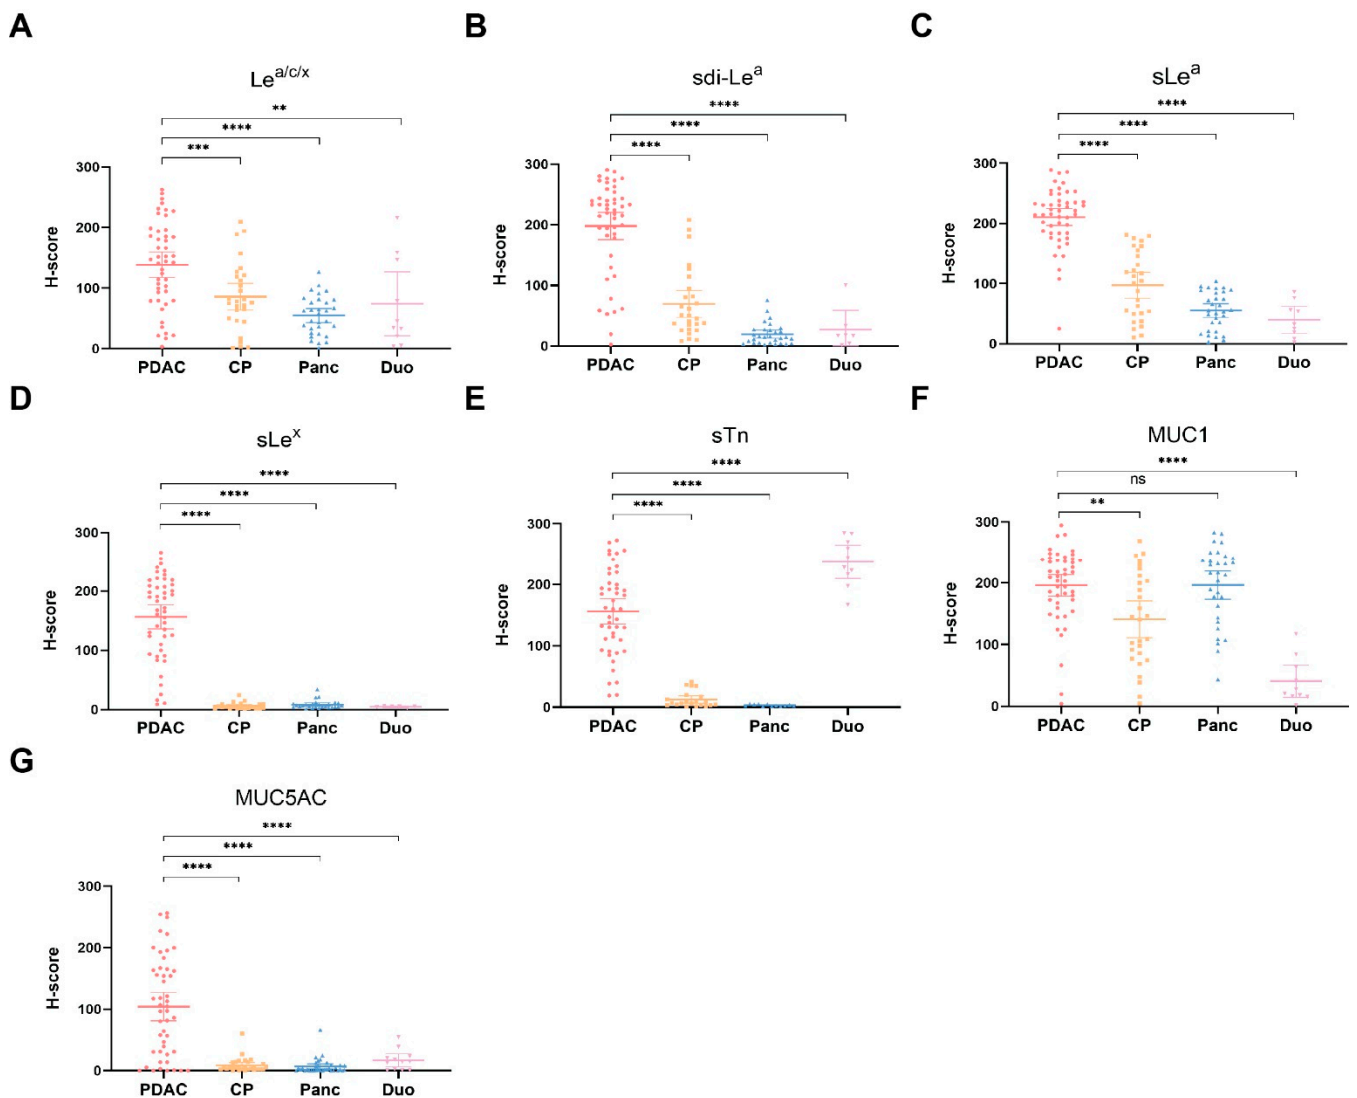 A
Le^a/c/x
**
****
***
H-score
300
200
100
0
PDAC CP Panc Duo
B
sdi-Le^a
****
****
****
H-score
300
200
100
0
PDAC CP Panc Duo
C
sLe^a
****
****
****
H-score
300
200
100
0
PDAC CP Panc Duo
D
sLe^x
****
****
****
H-score
300
200
100
0
PDAC CP Panc Duo
E
sTn
****
****
****
H-score
300
200
100
0
PDAC CP Panc Duo
F
MUC1
****
ns
**
H-score
300
200
100
0
PDAC CP Panc Duo
G
MUC5AC
****
****
****
H-score
300
200
100
0
PDAC CP Panc Duo